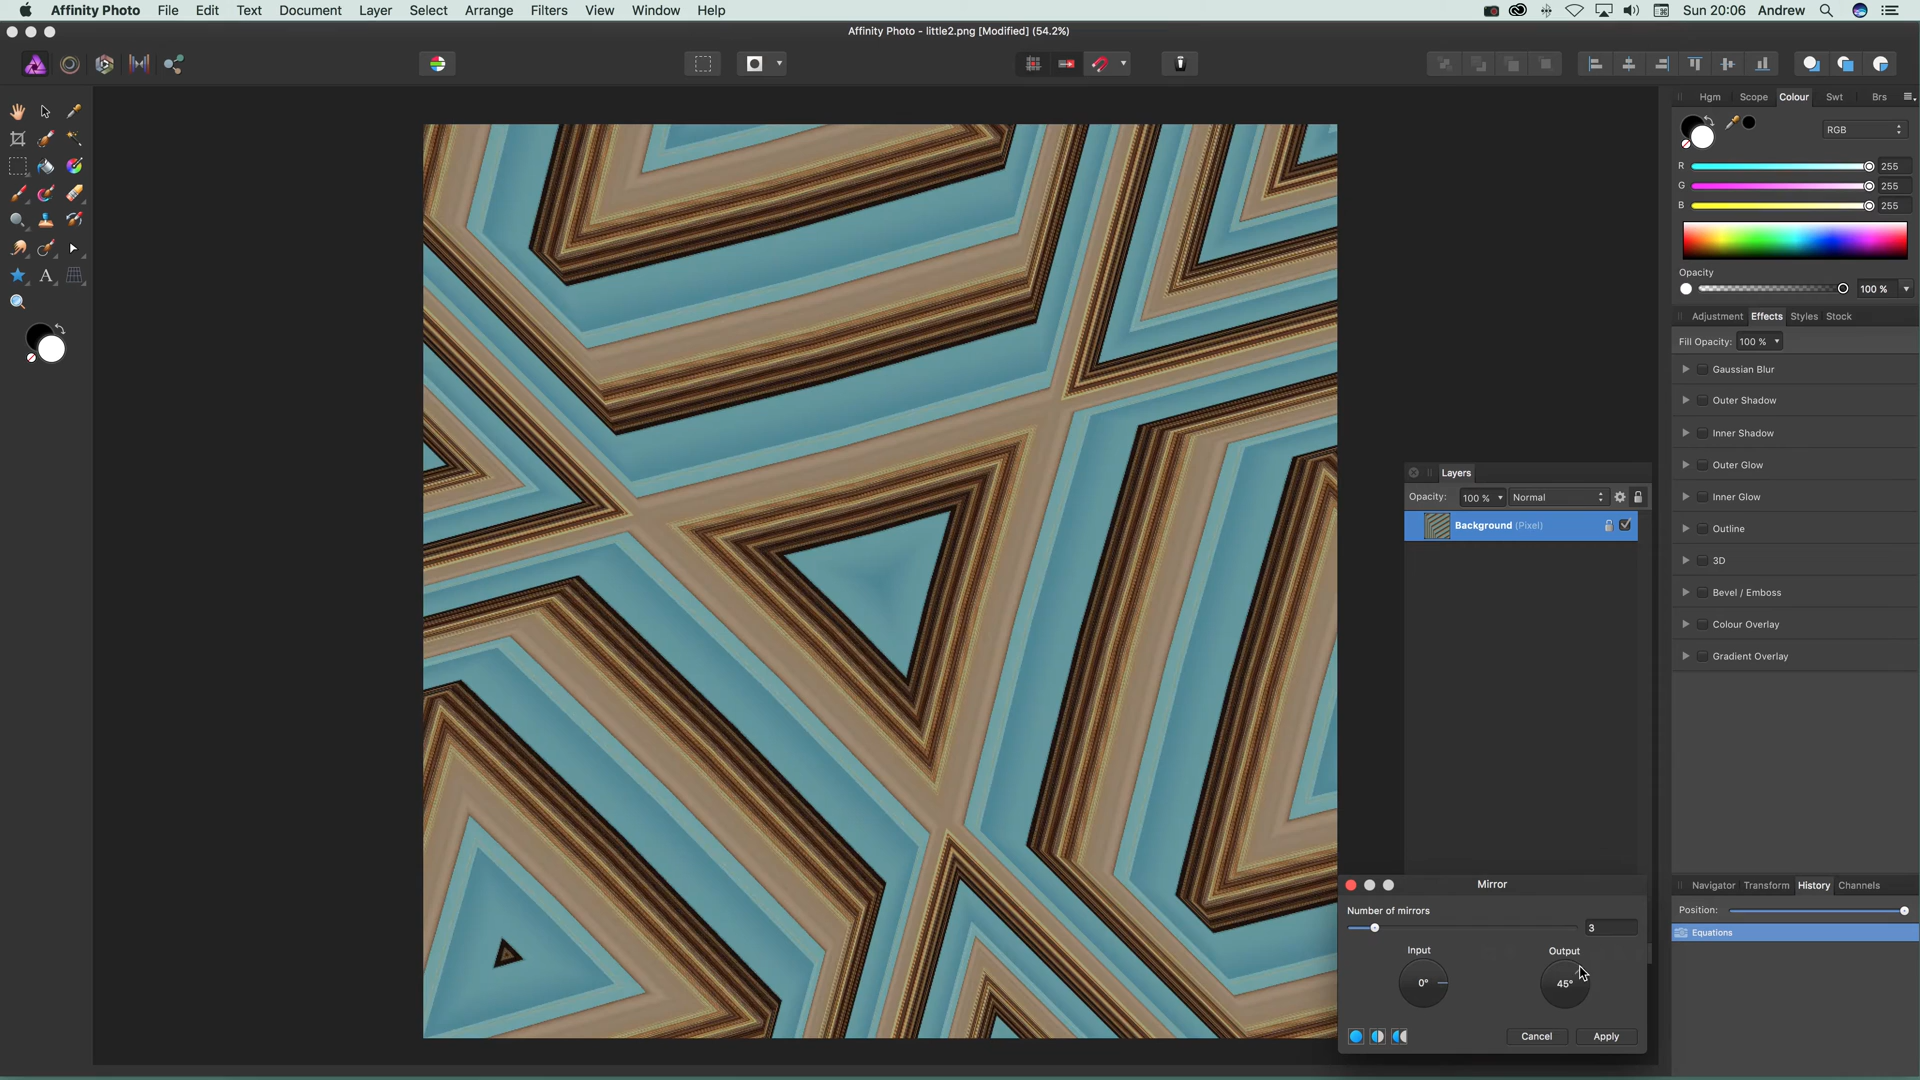 Affinity Photo File Edit Text Document Layer Select Arrange Filters View Window Help Sun 20:06 Andrew
Affinity Photo - little2.png [Modified] (54.2%)
Hgm Scope Colour Swt Brs
RGB
R 255
G 255
B 255
Opacity
100 %
Adjustment Effects Styles Stock
Fill Opacity: 100 %
Gaussian Blur
Outer Shadow
Inner Shadow
Outer Glow
Inner Glow
Outline
3D
Bevel / Emboss
Colour Overlay
Gradient Overlay
Layers
Opacity: 100 % Normal
Background (Pixel)
Mirror
Number of mirrors
3
Input Output
0° 45°
Cancel Apply
Navigator Transform History Channels
Position:
Equations